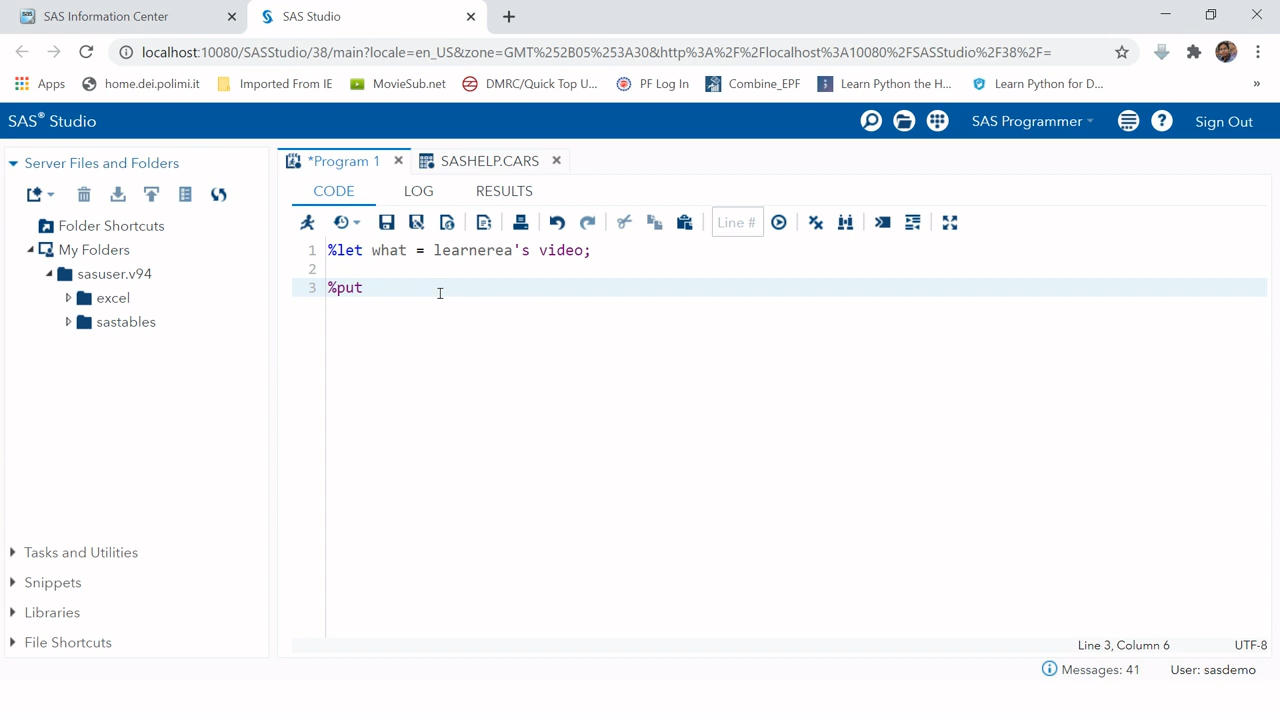 SAS Information Center
SAS Studio
localhost:10080/SASStudio/38/main?locale=en_US&zone=GMT%252B05%253A30&http%3A%2F%2Flocalhost%3A10080%2FSASStudio%2F38%2F=
Apps home.dei.polimi.it Imported From IE MovieSub.net DMRC/Quick Top U... PF Log In Combine_EPF Learn Python the H... Learn Python for D... »
SAS® Studio
SAS Programmer Sign Out
Server Files and Folders
Folder Shortcuts
My Folders
sasuser.v94
excel
sastables
Tasks and Utilities
Snippets
Libraries
File Shortcuts
*Program 1 SASHELP.CARS
CODE LOG RESULTS
Line #
1 %let what = learnerea's video;
2
3 %put
Line 3, Column 6 UTF-8
Messages: 41 User: sasdemo